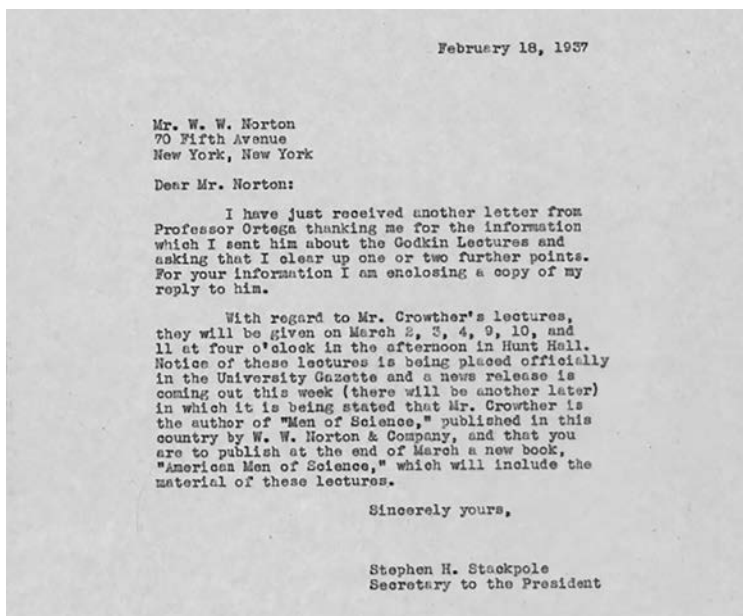 February 18, 1937
Mr. W. W. Norton
70 Fifth Avenue
New York, New York
Dear Mr. Norton:
I have just received another letter from
Professor Ortega thanking me for the information
which I sent him about the Godkin Lectures and
asking that I clear up one or two further points.
For your information I am enclosing a copy of my
reply to him.
With regard to Mr. Crowther's lectures,
they will be given on March 2, 3, 4, 9, 10, and
11 at four o'clock in the afternoon in Hunt Hall.
Notice of these lectures is being placed officially
in the University Gazette and a news release is
coming out this week (there will be another later)
in which it is being stated that Mr. Crowther is
the author of "Men of Science," published in this
country by W. W. Norton & Company, and that you
are to publish at the end of March a new book,
"American Men of Science," which will include the
material of these lectures.
Sincerely yours,
Stephen H. Stackpole
Secretary to the President